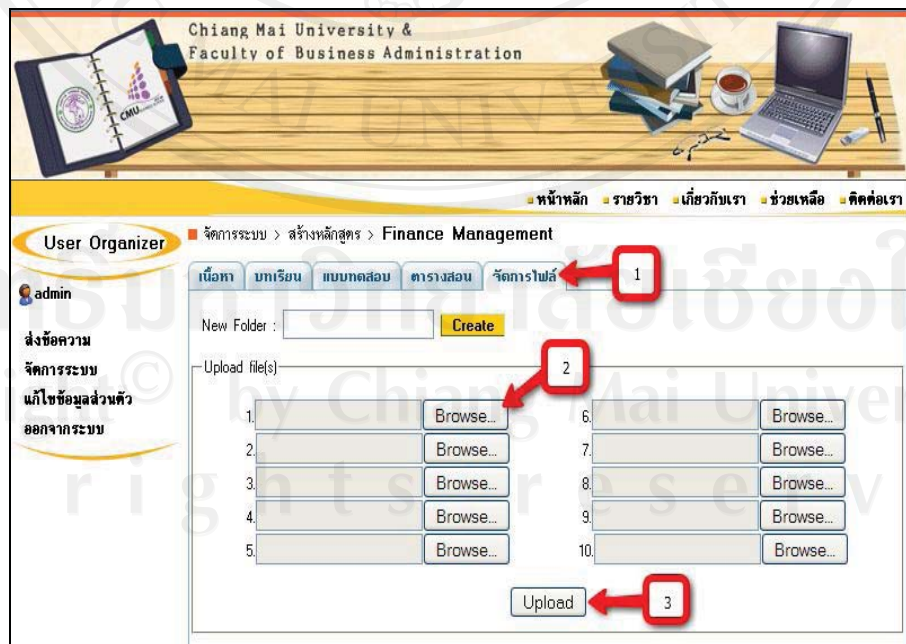 Chiang Mai University &
Faculty of Business Administration
CMU
หน้าหลัก รายวิชา เกี่ยวกับเรา ช่วยเหลือ ติดต่อเรา
User Organizer
admin
ส่งข้อความ
จัดการระบบ
แก้ไขข้อมูลส่วนตัว
ออกจากระบบ
จัดการระบบ > สร้างหลักสูตร > Finance Management
เนื้อหา บทเรียน แบบทดสอบ ตารางสอน จัดการไฟล์
1
New Folder : Create
Upload file(s)
2
1. Browse... 6. Browse...
2. Browse... 7. Browse...
3. Browse... 8. Browse...
4. Browse... 9. Browse...
5. Browse... 10. Browse...
Upload
3
by Chiang Mai Univer
rights reserv